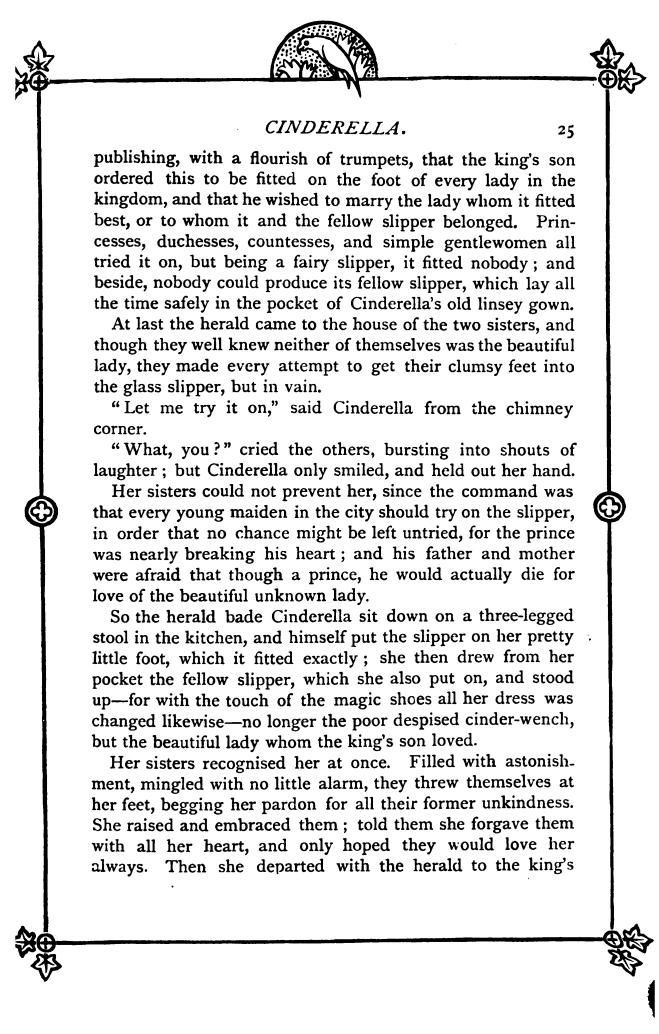 CINDERELLA. 25
publishing, with a flourish of trumpets, that the king's son
ordered this to be fitted on the foot of every lady in the
kingdom, and that he wished to marry the lady whom it fitted
best, or to whom it and the fellow slipper belonged. Prin-
cesses, duchesses, countesses, and simple gentlewomen all
tried it on, but being a fairy slipper, it fitted nobody ; and
beside, nobody could produce its fellow slipper, which lay all
the time safely in the pocket of Cinderella's old linsey gown.
At last the herald came to the house of the two sisters, and
though they well knew neither of themselves was the beautiful
lady, they made every attempt to get their clumsy feet into
the glass slipper, but in vain.
“ Let me try it on,” said Cinderella from the chimney
corner.
“ What, you ? ” cried the others, bursting into shouts of
laughter ; but Cinderella only smiled, and held out her hand.
Her sisters could not prevent her, since the command was
that every young maiden in the city should try on the slipper,
in order that no chance might be left untried, for the prince
was nearly breaking his heart ; and his father and mother
were afraid that though a prince, he would actually die for
love of the beautiful unknown lady.
So the herald bade Cinderella sit down on a three-legged
stool in the kitchen, and himself put the slipper on her pretty
little foot, which it fitted exactly ; she then drew from her
pocket the fellow slipper, which she also put on, and stood
up—for with the touch of the magic shoes all her dress was
changed likewise—no longer the poor despised cinder-wench,
but the beautiful lady whom the king's son loved.
Her sisters recognised her at once. Filled with astonish-
ment, mingled with no little alarm, they threw themselves at
her feet, begging her pardon for all their former unkindness.
She raised and embraced them ; told them she forgave them
with all her heart, and only hoped they would love her
always. Then she departed with the herald to the king's